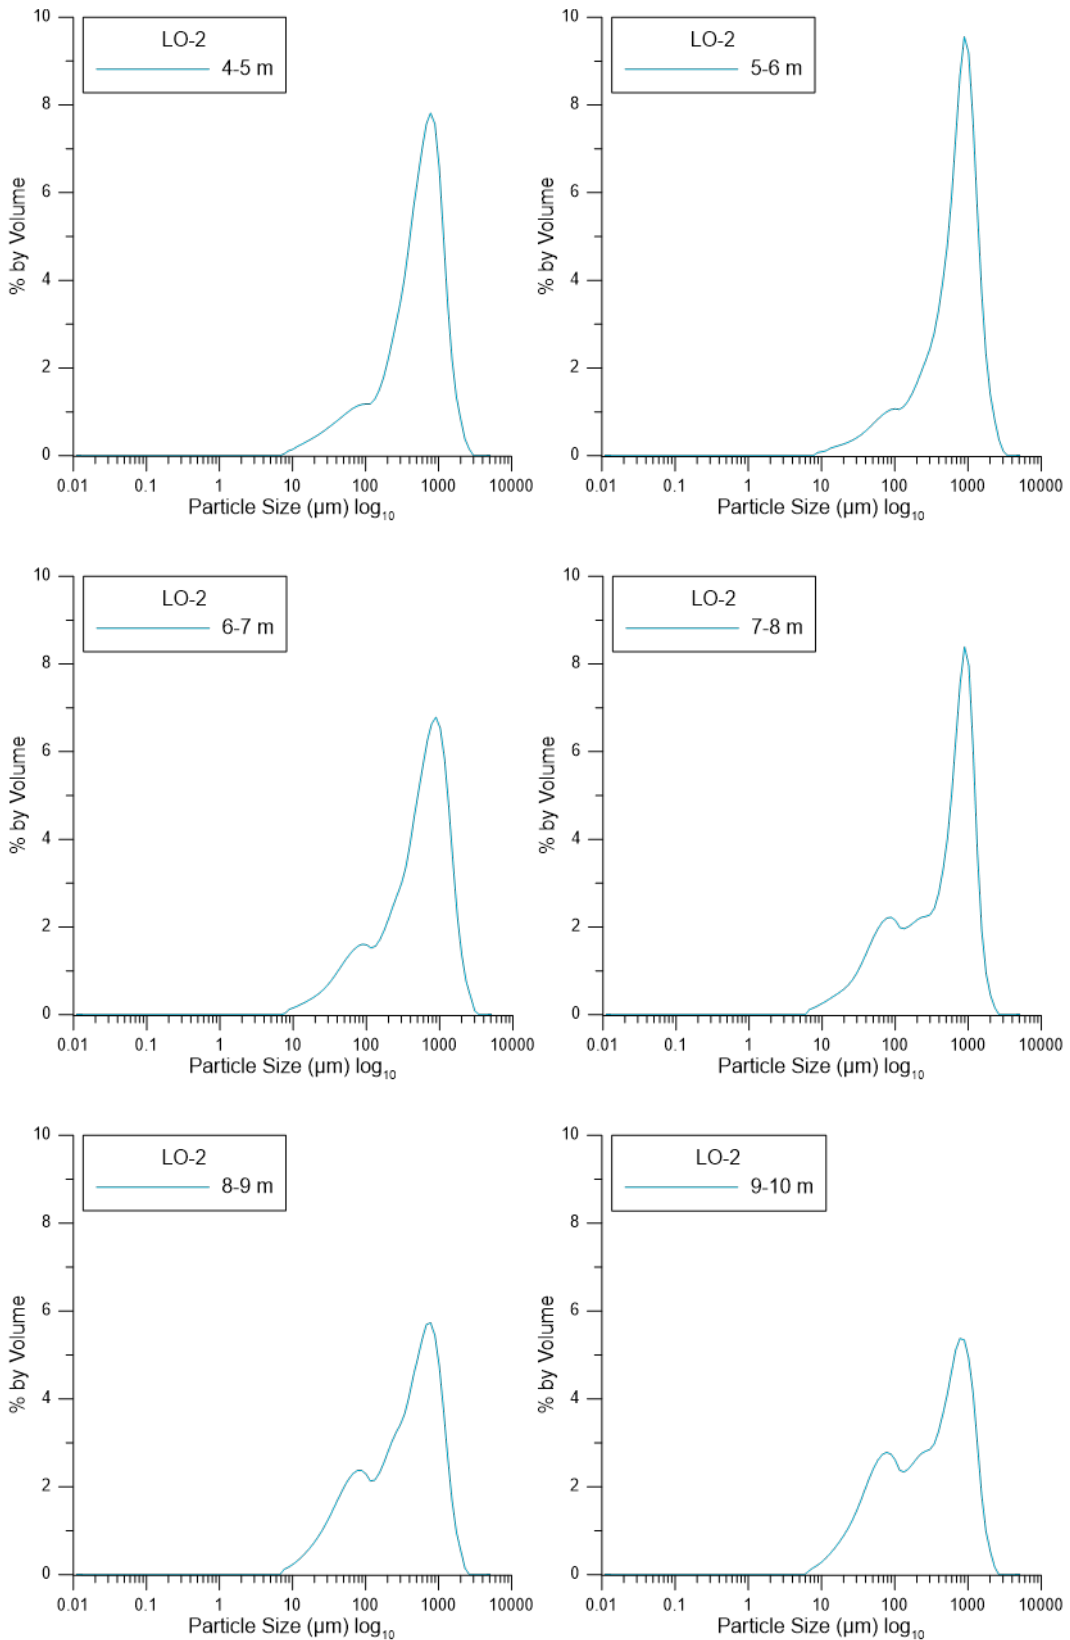 LO-2
4-5 m
10
8
6
4
2
0
% by Volume
0.01 0.1 1 10 100 1000 10000
Particle Size (µm) log₁₀
LO-2
5-6 m
10
8
6
4
2
0
% by Volume
0.01 0.1 1 10 100 1000 10000
Particle Size (µm) log₁₀
LO-2
6-7 m
10
8
6
4
2
0
% by Volume
0.01 0.1 1 10 100 1000 10000
Particle Size (µm) log₁₀
LO-2
7-8 m
10
8
6
4
2
0
% by Volume
0.01 0.1 1 10 100 1000 10000
Particle Size (µm) log₁₀
LO-2
8-9 m
10
8
6
4
2
0
% by Volume
0.01 0.1 1 10 100 1000 10000
Particle Size (µm) log₁₀
LO-2
9-10 m
10
8
6
4
2
0
% by Volume
0.01 0.1 1 10 100 1000 10000
Particle Size (µm) log₁₀